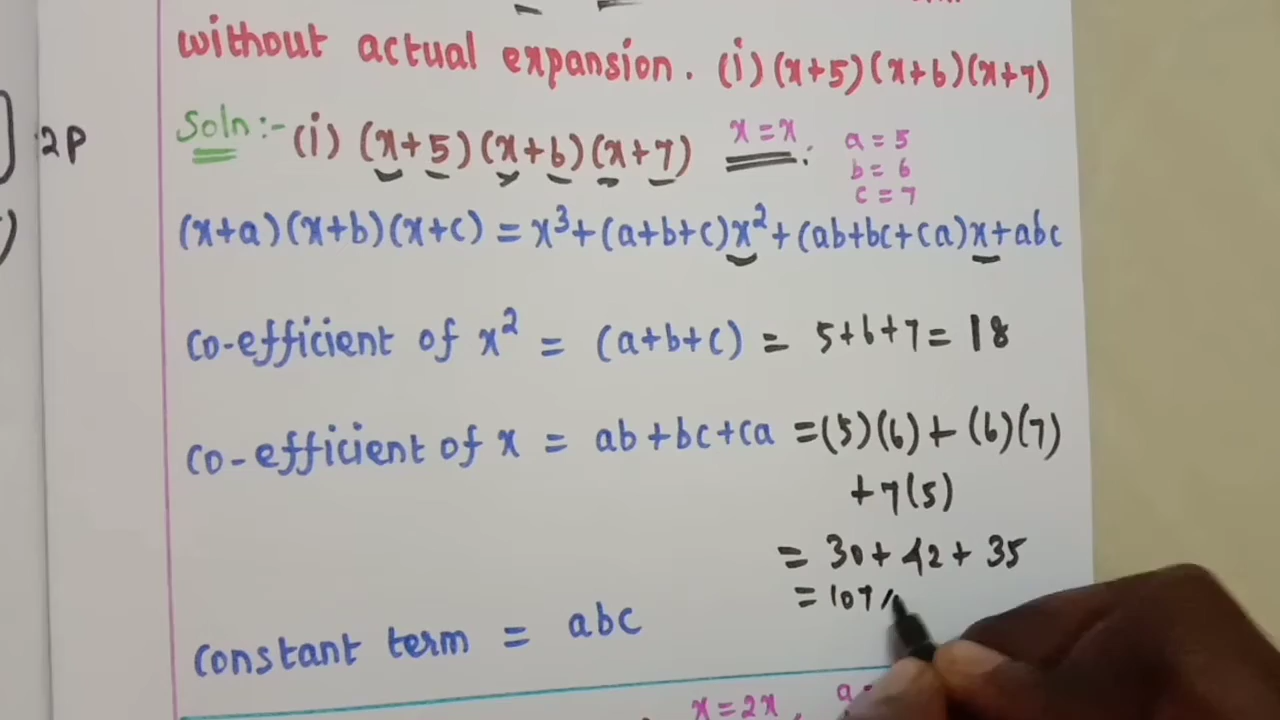 without actual expansion. (i) (x+5) (x+6) (x+7)
2P
Soln:- (i) (x+5) (x+6) (x+7) x=x :
a = 5
b = 6
c = 7
(x+a) (x+b) (x+c) = x³+(a+b+c)x²+(ab+bc+ca)x+abc
co-efficient of x² = (a+b+c) = 5+6+7= 18
co-efficient of x = ab+bc+ca =(5)(6)+(6)(7)
+7(5)
= 30+42+35
= 107//
constant term = abc
x=2x, a=